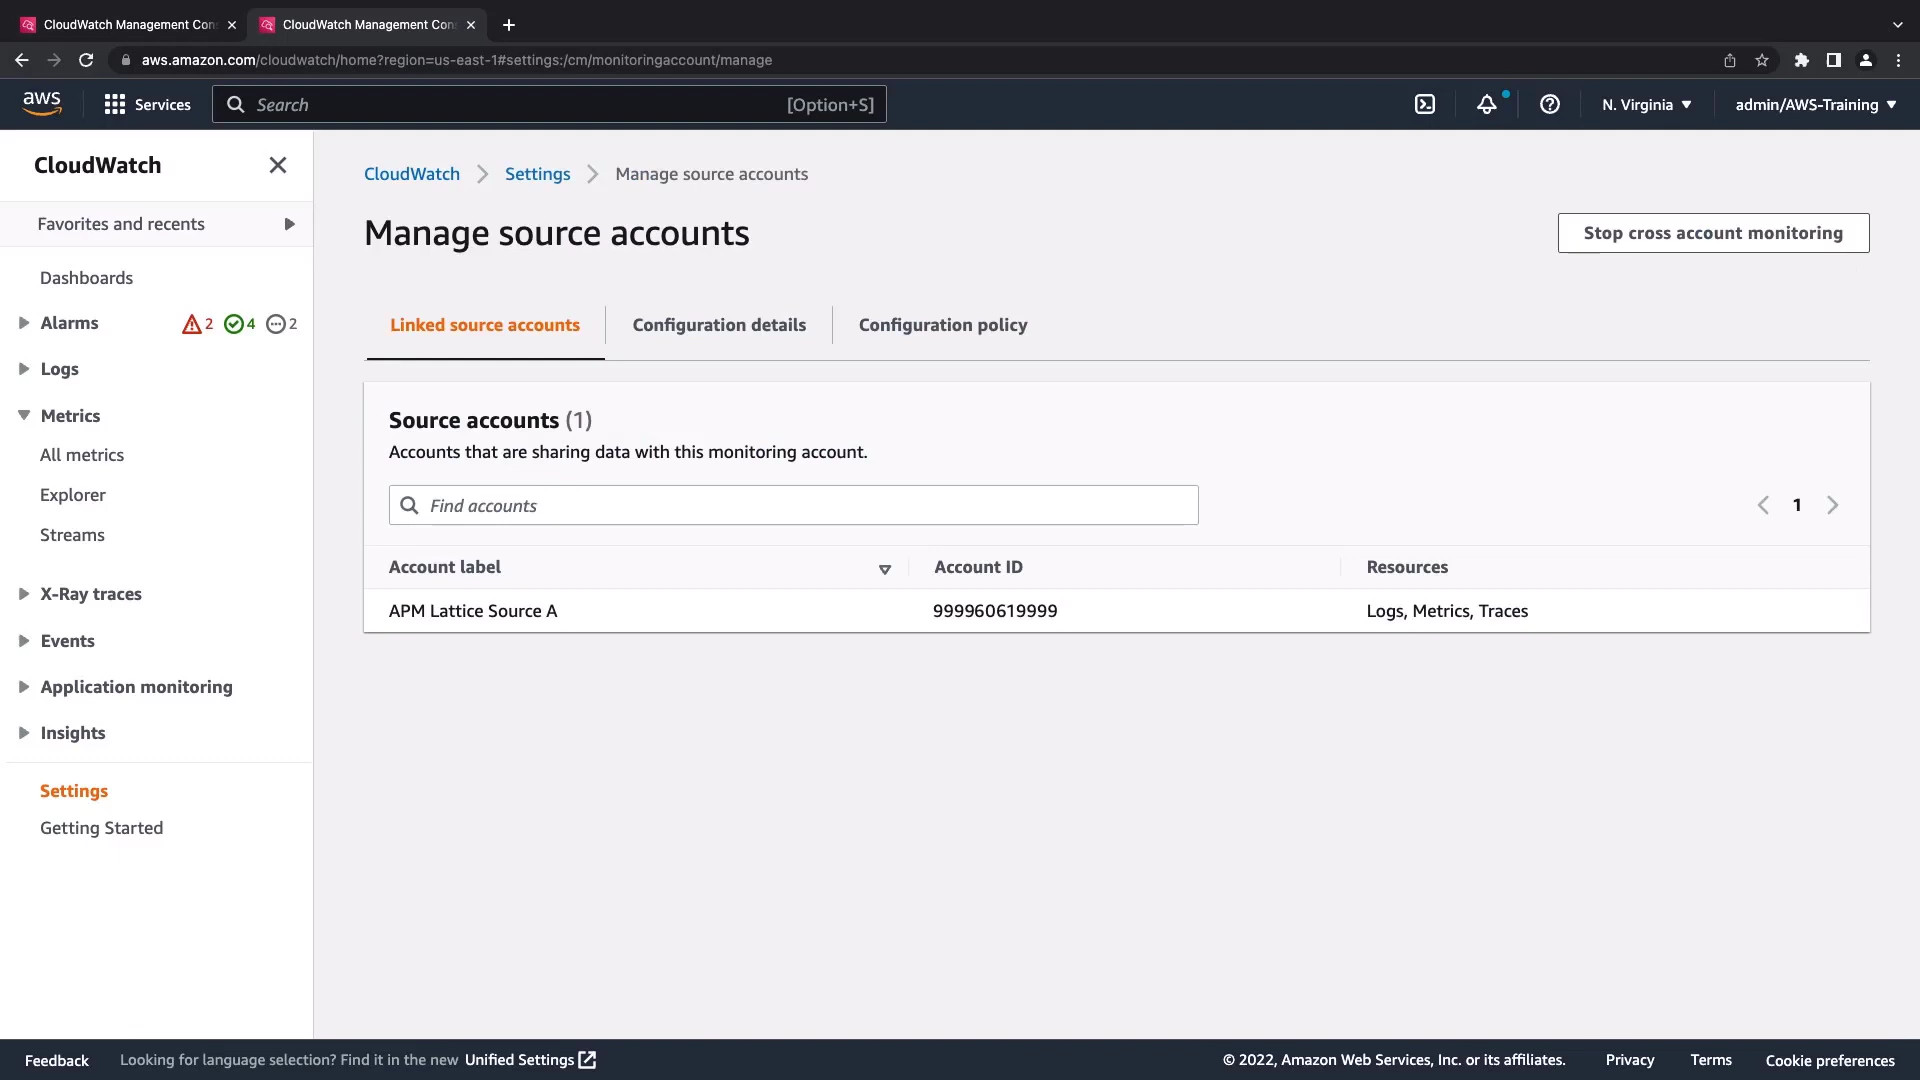 CloudWatch Management Con
CloudWatch Management Con
aws.amazon.com/cloudwatch/home?region=us-east-1#settings:/cm/monitoringaccount/manage
aws
Services
Search
[Option+S]
N. Virginia
admin/AWS-Training
CloudWatch
Favorites and recents
Dashboards
Alarms 2 4 2
Logs
Metrics
All metrics
Explorer
Streams
X-Ray traces
Events
Application monitoring
Insights
Settings
Getting Started
CloudWatch Settings Manage source accounts
Manage source accounts
Stop cross account monitoring
Linked source accounts
Configuration details
Configuration policy
Source accounts (1)
Accounts that are sharing data with this monitoring account.
Find accounts
1
Account label Account ID Resources
APM Lattice Source A 999960619999 Logs, Metrics, Traces
Feedback
Looking for language selection? Find it in the new Unified Settings
© 2022, Amazon Web Services, Inc. or its affiliates.
Privacy
Terms
Cookie preferences